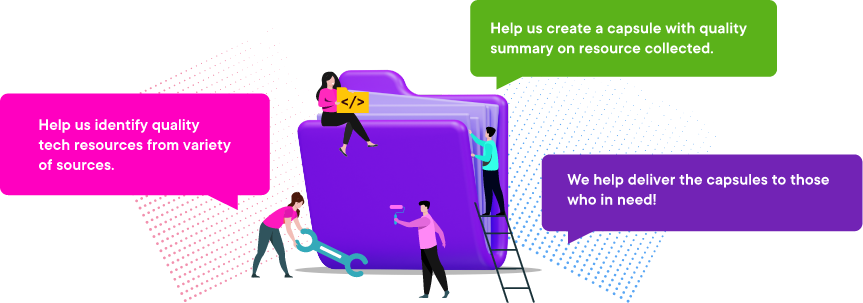 Help us create a capsule with quality
summary on resource collected.
</>
Help us identify quality
tech resources from variety
of sources.
We help deliver the capsules to those
who in need!